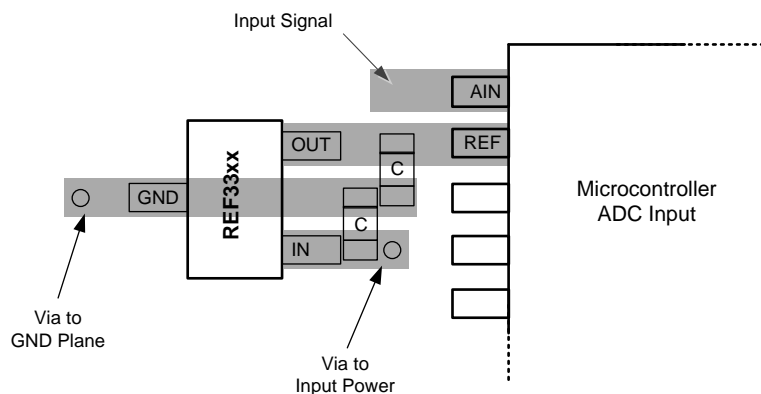 Input Signal
AIN
OUT
REF
C
Microcontroller
ADC Input
GND
REF33xx
C
IN
Via to
GND Plane
Via to
Input Power